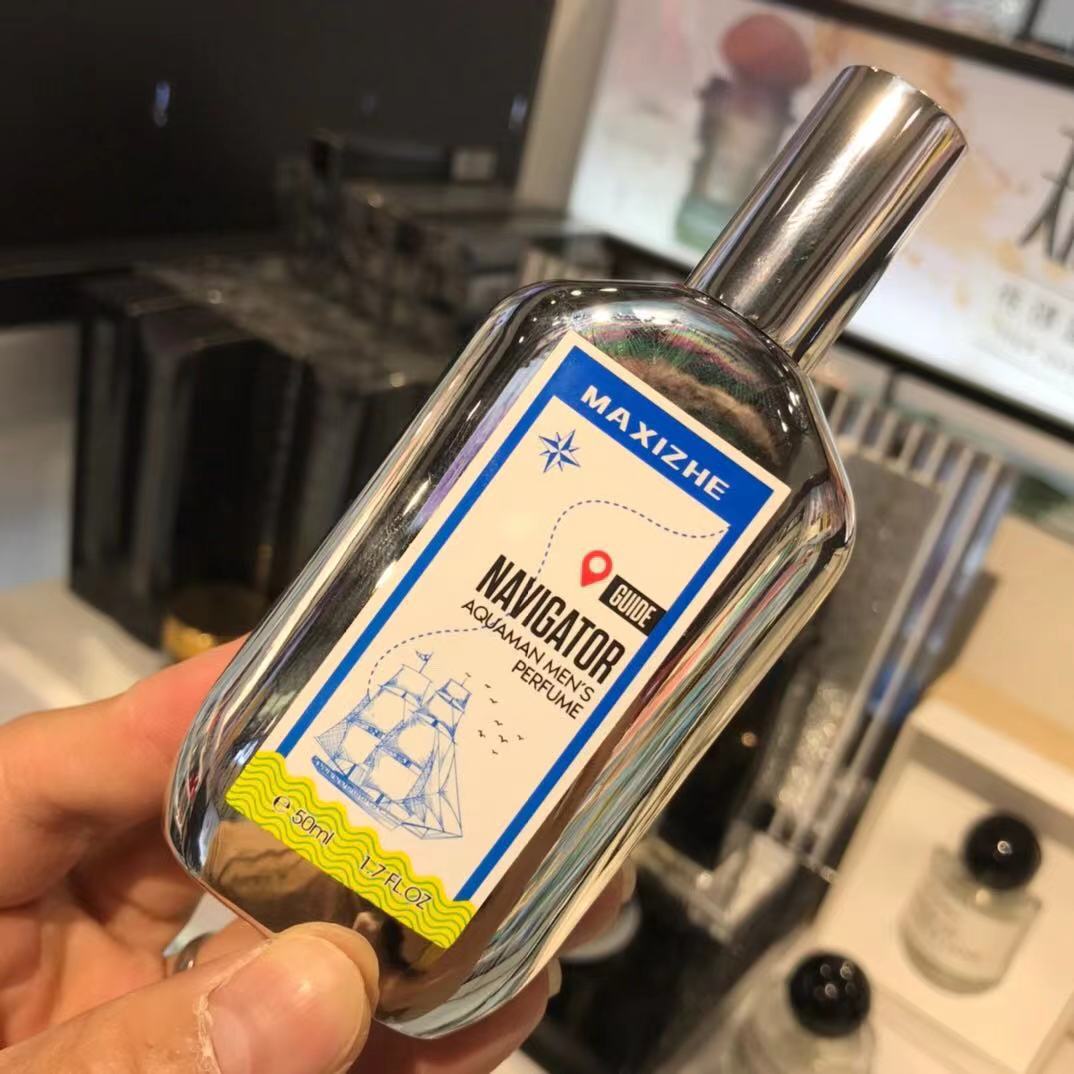 MAXIZHE
GUIDE
NAVIGATOR
AQUAMAN MEN'S
PERFUME
e 50ml 1.7 FL.OZ